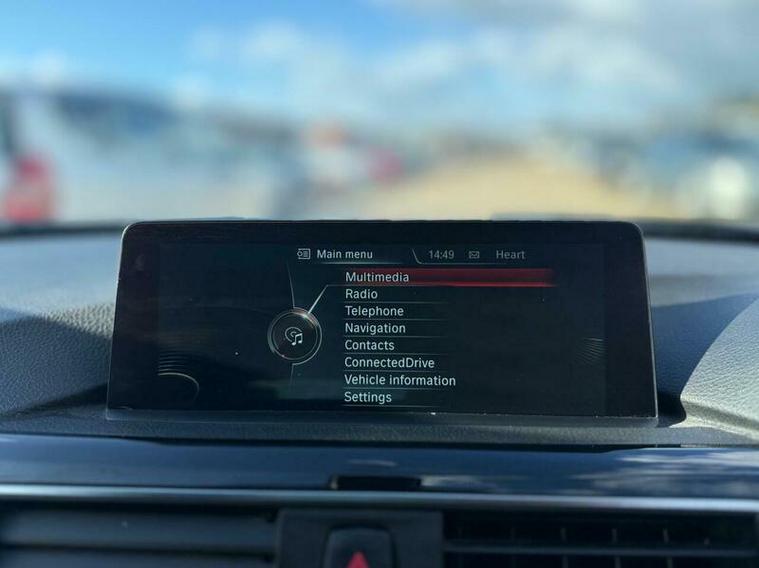 Main menu 14:49 Heart
Multimedia
Radio
Telephone
Navigation
Contacts
ConnectedDrive
Vehicle information
Settings